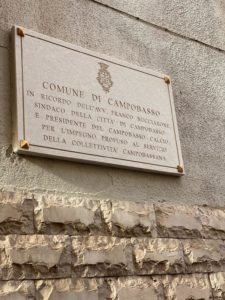 COMUNE DI CAMPOBASSO
IN RICORDO DELL'AVV. FRANCO NUCCIARONE
SINDACO DELLA CITTÀ DI CAMPOBASSO
E PRESIDENTE DEL CAMPOBASSO CALCIO
PER L'IMPEGNO PROFUSO AL SERVIZIO
DELLA COLLETTIVITÀ CAMPOBASSANA